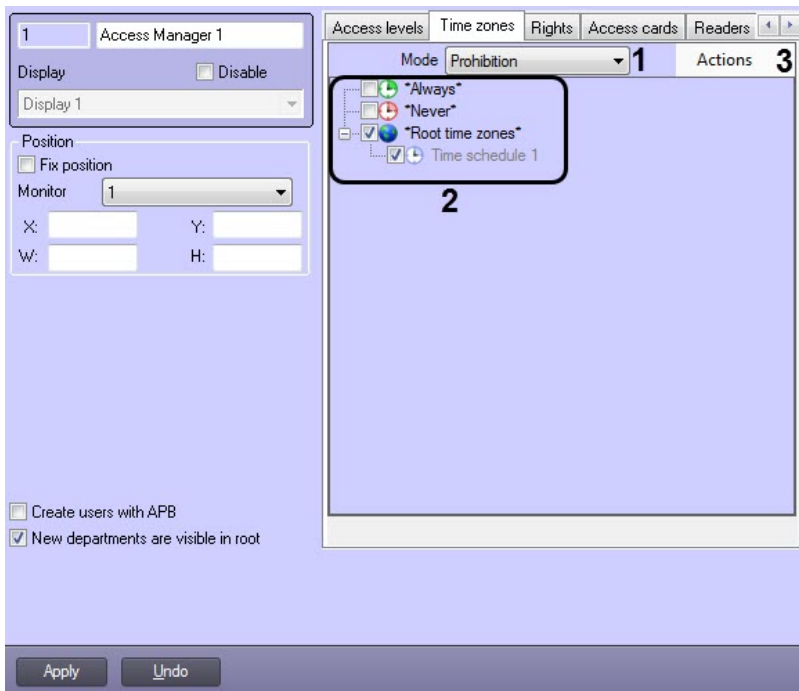 1 Access Manager 1
Display Disable
Display 1
Position
Fix position
Monitor 1
X: Y:
W: H:
Create users with APB
New departments are visible in root
Access levels Time zones Rights Access cards Readers
Mode Prohibition 1 Actions 3
*Always*
*Never*
*Root time zones*
Time schedule 1
2
Apply Undo